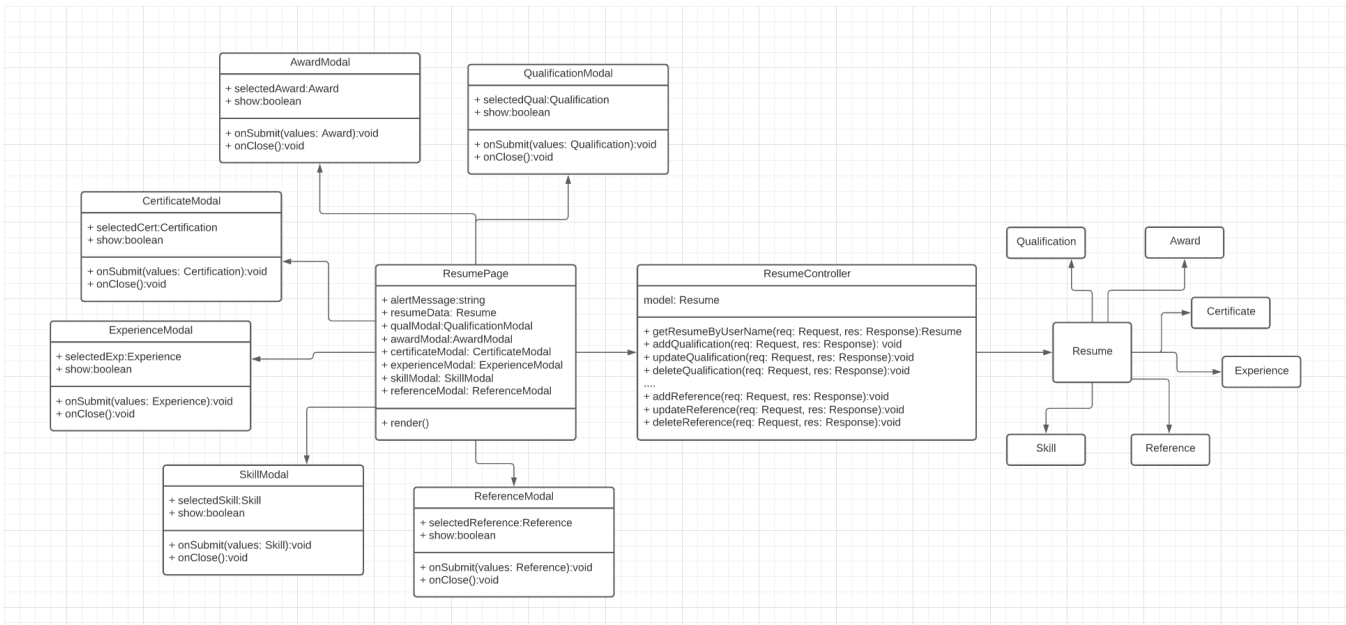 AwardModal
+ selectedAward:Award
+ show:boolean
+ onSubmit(values: Award):void
+ onClose():void
QualificationModal
+ selectedQual:Qualification
+ show:boolean
+ onSubmit(values: Qualification):void
+ onClose():void
CertificateModal
+ selectedCert:Certification
+ show:boolean
+ onSubmit(values: Certification):void
+ onClose():void
ExperienceModal
+ selectedExp:Experience
+ show:boolean
+ onSubmit(values: Experience):void
+ onClose():void
SkillModal
+ selectedSkill:Skill
+ show:boolean
+ onSubmit(values: Skill):void
+ onClose():void
ReferenceModal
+ selectedReference:Reference
+ show:boolean
+ onSubmit(values: Reference):void
+ onClose():void
ResumePage
+ alertMessage:string
+ resumeData: Resume
+ qualModal:QualificationModal
+ awardModal:AwardModal
+ certificateModal: CertificateModal
+ experienceModal: ExperienceModal
+ skillModal: SkillModal
+ referenceModal: ReferenceModal
+ render()
ResumeController
model: Resume
+ getResumeByUserName(req: Request, res: Response):Resume
+ addQualification(req: Request, res: Response): void
+ updateQualification(req: Request, res: Response):void
+ deleteQualification(req: Request, res: Response):void
....
+ addReference(req: Request, res: Response):void
+ updateReference(req: Request, res: Response):void
+ deleteReference(req: Request, res: Response):void
Qualification
Award
Certificate
Resume
Experience
Skill
Reference